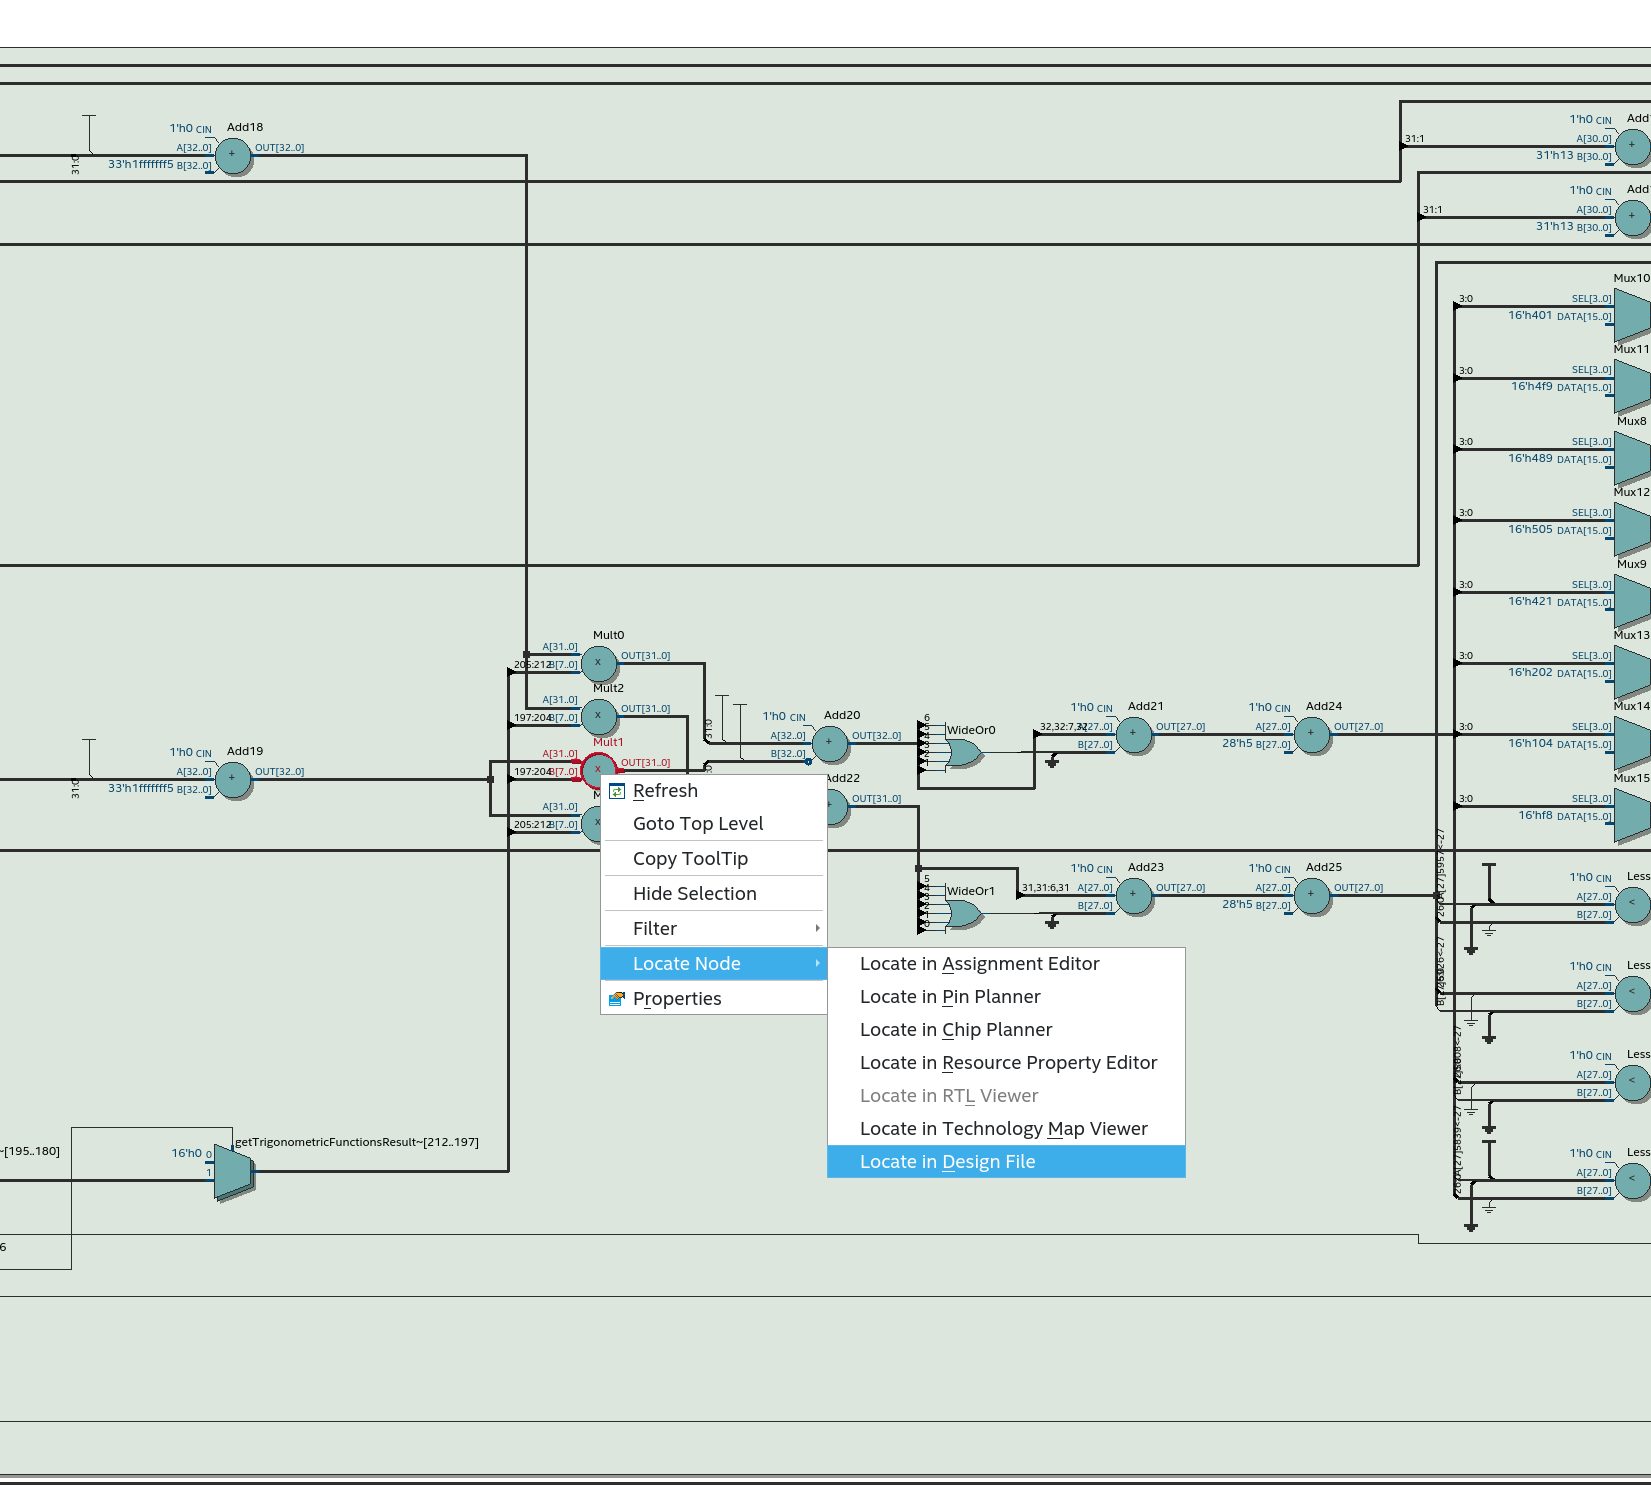 Add18
1'h0 CIN
A[32..0]
OUT[32..0]
33'h1fffffff5 B[32..0]
31:0
31:1
1'h0 CIN
A[30..0]
31'h13 B[30..0]
31:1
1'h0 CIN
A[30..0]
31'h13 B[30..0]
Mux10
3:0
SEL[3..0]
16'h401 DATA[15..0]
Mux11
3:0
SEL[3..0]
16'h4f9 DATA[15..0]
Mux8
3:0
SEL[3..0]
16'h489 DATA[15..0]
Mux12
3:0
SEL[3..0]
16'h505 DATA[15..0]
Mux9
3:0
SEL[3..0]
16'h421 DATA[15..0]
Mux13
3:0
SEL[3..0]
16'h202 DATA[15..0]
Mux14
3:0
SEL[3..0]
16'h104 DATA[15..0]
Mux15
3:0
SEL[3..0]
16'hf8 DATA[15..0]
Mult0
A[31..0]
OUT[31..0]
205:212
B[7..0]
Mult2
A[31..0]
OUT[31..0]
197:204
B[7..0]
Mult1
A[31..0]
OUT[31..0]
197:204
B[7..0]
A[31..0]
205:212
B[7..0]
31:0
1'h0 CIN
Add20
A[32..0]
OUT[32..0]
B[32..0]
WideOr0
Add21
1'h0 CIN
A[27..0]
OUT[27..0]
B[27..0]
Add24
1'h0 CIN
A[27..0]
OUT[27..0]
28'h5 B[27..0]
Add19
1'h0 CIN
A[32..0]
OUT[32..0]
33'h1fffffff5 B[32..0]
31:0
Add22
OUT[31..0]
WideOr1
31,31:6,31
Add23
1'h0 CIN
A[27..0]
OUT[27..0]
B[27..0]
Add25
1'h0 CIN
A[27..0]
OUT[27..0]
28'h5 B[27..0]
Less
1'h0 CIN
A[27..0]
B[27..0]
Less
1'h0 CIN
A[27..0]
B[27..0]
Less
1'h0 CIN
A[27..0]
B[27..0]
Less
1'h0 CIN
A[27..0]
B[27..0]
Refresh
Goto Top Level
Copy ToolTip
Hide Selection
Filter
Locate Node
Properties
Locate in Assignment Editor
Locate in Pin Planner
Locate in Chip Planner
Locate in Resource Property Editor
Locate in RTL Viewer
Locate in Technology Map Viewer
Locate in Design File
~[195..180]
getTrigonometricFunctionsResult~[212..197]
16'h0 0
1
6